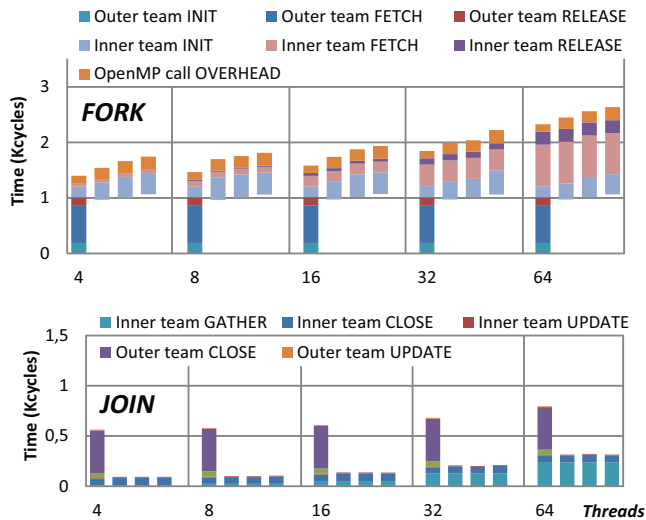 Outer team INIT Outer team FETCH Outer team RELEASE
Inner team INIT Inner team FETCH Inner team RELEASE
OpenMP call OVERHEAD
3
FORK
2
1
0
Time (Kcycles)
4 8 16 32 64
Inner team GATHER Inner team CLOSE Inner team UPDATE
Outer team CLOSE Outer team UPDATE
1,5
1
JOIN
0,5
0
Time (Kcycles)
4 8 16 32 64 Threads